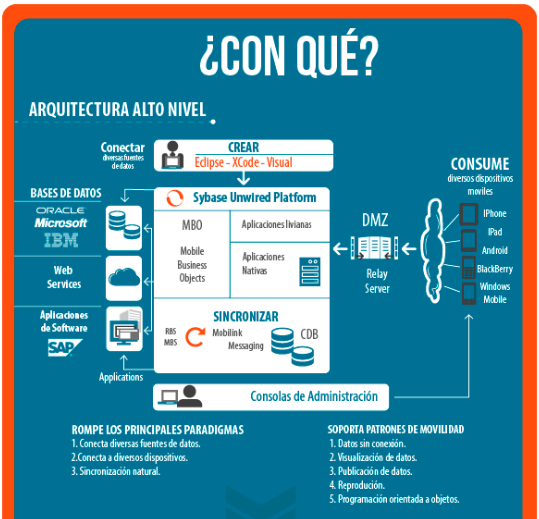 ¿CON QUÉ?
ARQUITECTURA ALTO NIVEL
Conectar
diversas fuentes
de datos
CREAR
Eclipse - XCode - Visual
CONSUME
diversos dispositivos
moviles
BASES DE DATOS
ORACLE
Microsoft
IBM
Web
Services
Aplicaciones
de Software
SAP
Applications
Sybase Unwired Platform
MBO
Mobile
Business
Objects
Aplicaciones livianas
Aplicaciones
Nativas
SINCRONIZAR
RBS
MBS
Mobilink
Messaging
CDB
DMZ
Relay
Server
IPhone
IPad
Android
BlackBerry
Windows
Mobile
Consolas de Administración
ROMPE LOS PRINCIPALES PARADIGMAS
1. Conecta diversas fuentes de datos.
2.Conecta a diversos dispositivos.
3. Sincronización natural.
SOPORTA PATRONES DE MOVILIDAD
1. Datos sin conexión.
2. Visualización de datos.
3. Publicación de datos.
4. Reprodución.
5. Programación orientada a objetos.